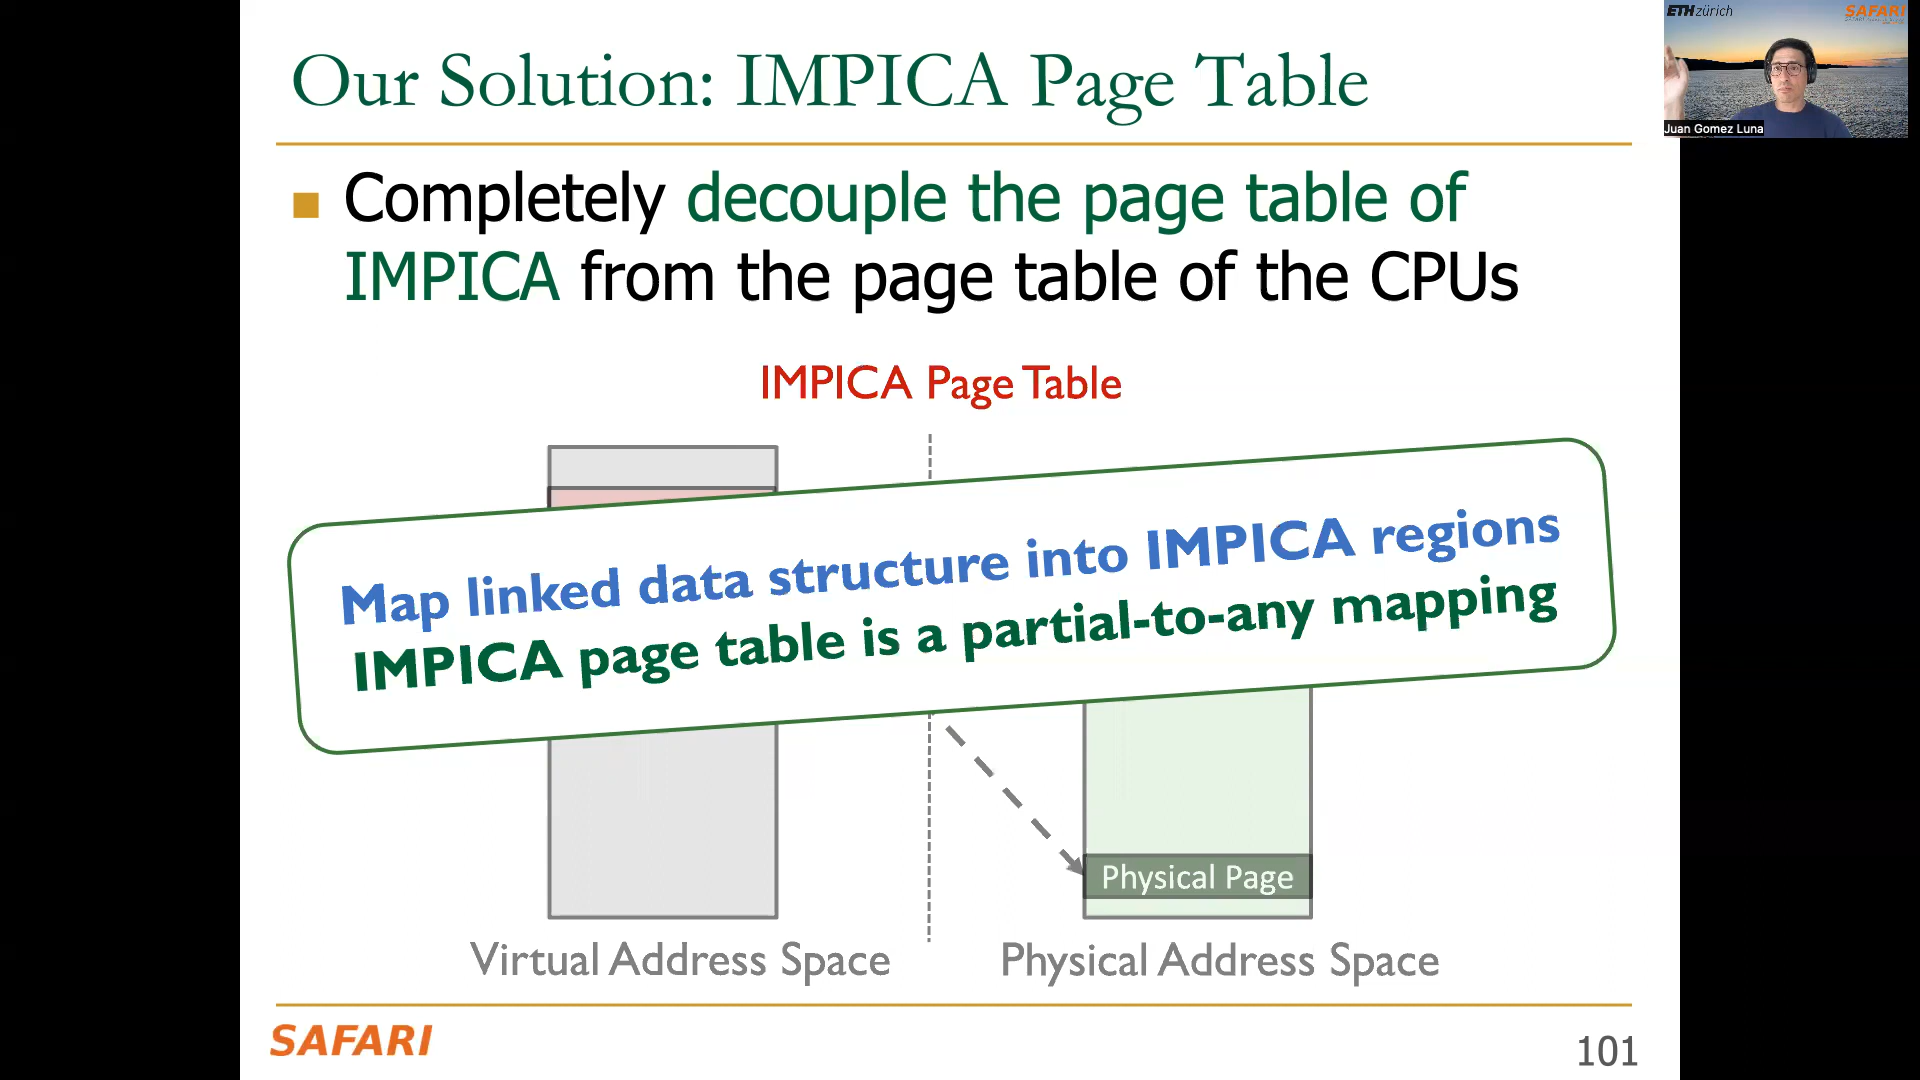 Our Solution: IMPICA Page Table
Completely decouple the page table of
IMPICA from the page table of the CPUs
IMPICA Page Table
Map linked data structure into IMPICA regions
IMPICA page table is a partial-to-any mapping
Physical Page
Virtual Address Space
Physical Address Space
SAFARI
101
ETH zürich
SAFARI
Juan Gomez Luna